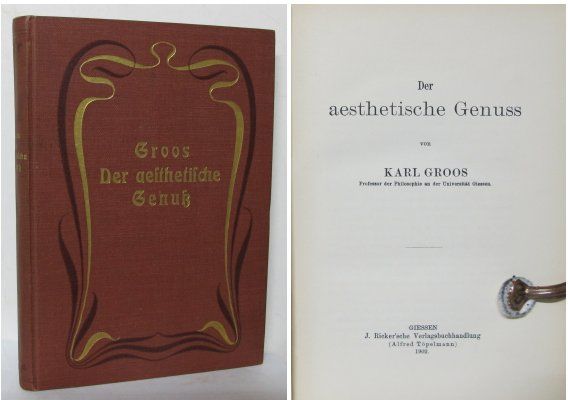 Groos
Der aesthetische
Genuß
Der
aesthetische Genuss
von
KARL GROOS
Professor der Philosophie an der Universität Giessen.
GIESSEN
J. Ricker'sche Verlagsbuchhandlung
(Alfred Töpelmann)
1902.